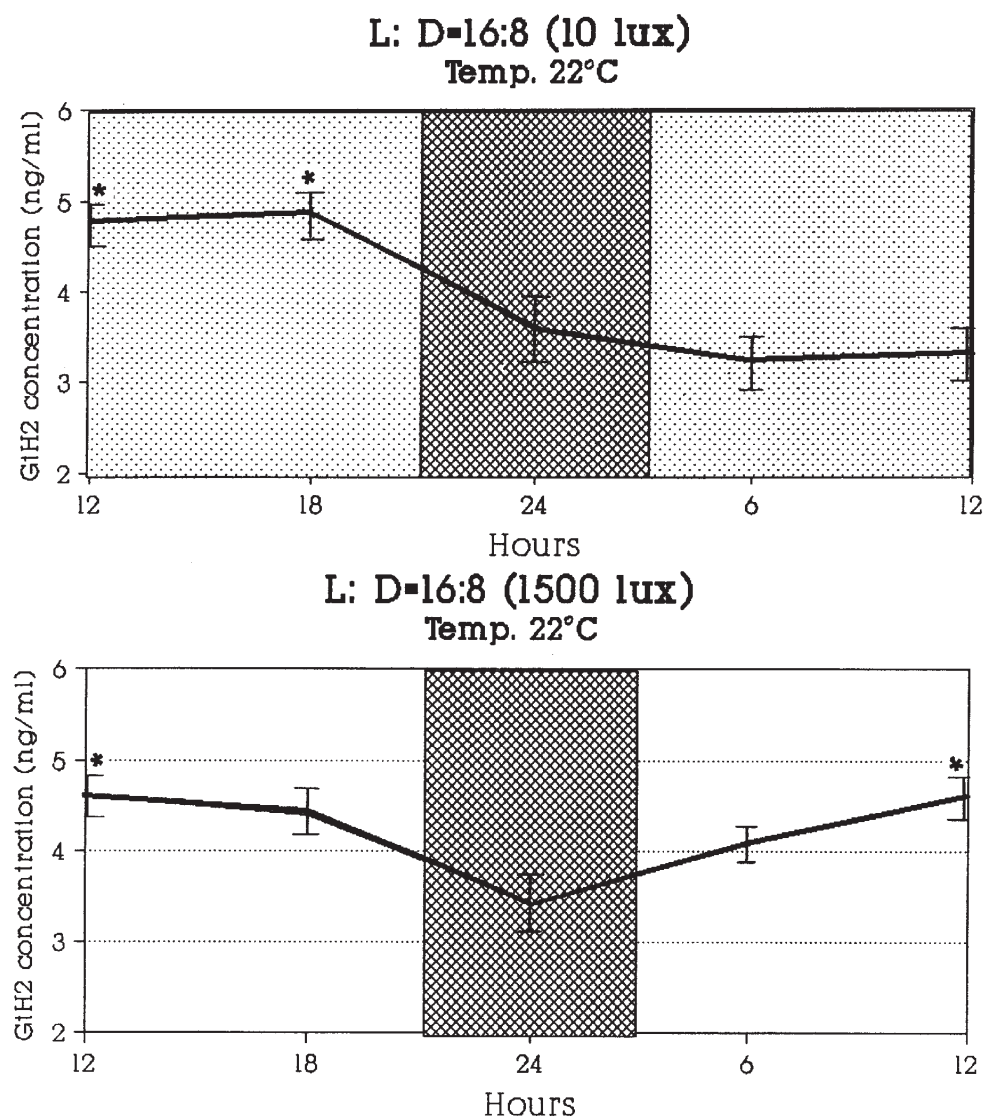 L: D=16:8 (10 lux)
Temp. 22°C
GtH2 concentration (ng/ml)
6
5
4
3
2
*
*
12 18 24 6 12
Hours
L: D=16:8 (1500 lux)
Temp. 22°C
GtH2 concentration (ng/ml)
6
5
4
3
2
*
*
12 18 24 6 12
Hours